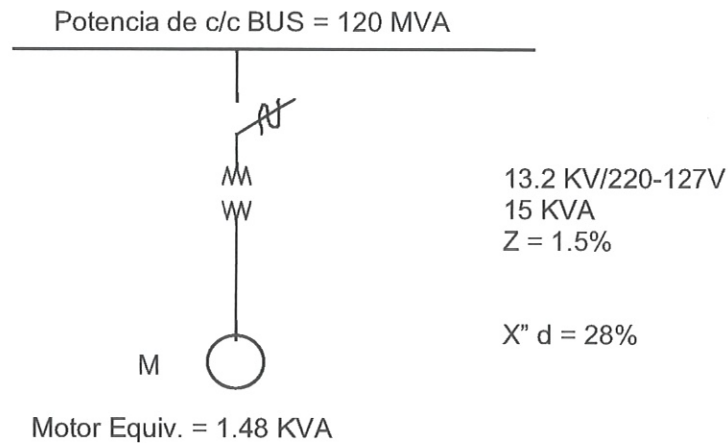 Potencia de c/c BUS = 120 MVA
13.2 KV/220-127V
15 KVA
Z = 1.5%
X” d = 28%
M
Motor Equiv. = 1.48 KVA